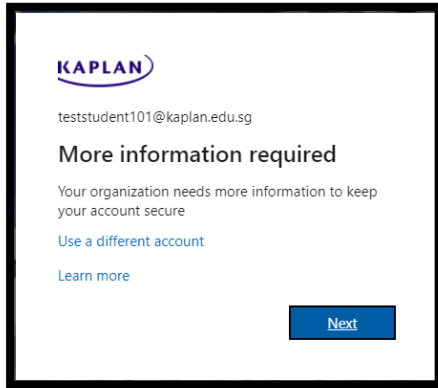 KAPLAN
teststudent101@kaplan.edu.sg
More information required
Your organization needs more information to keep
your account secure
Use a different account
Learn more
Next